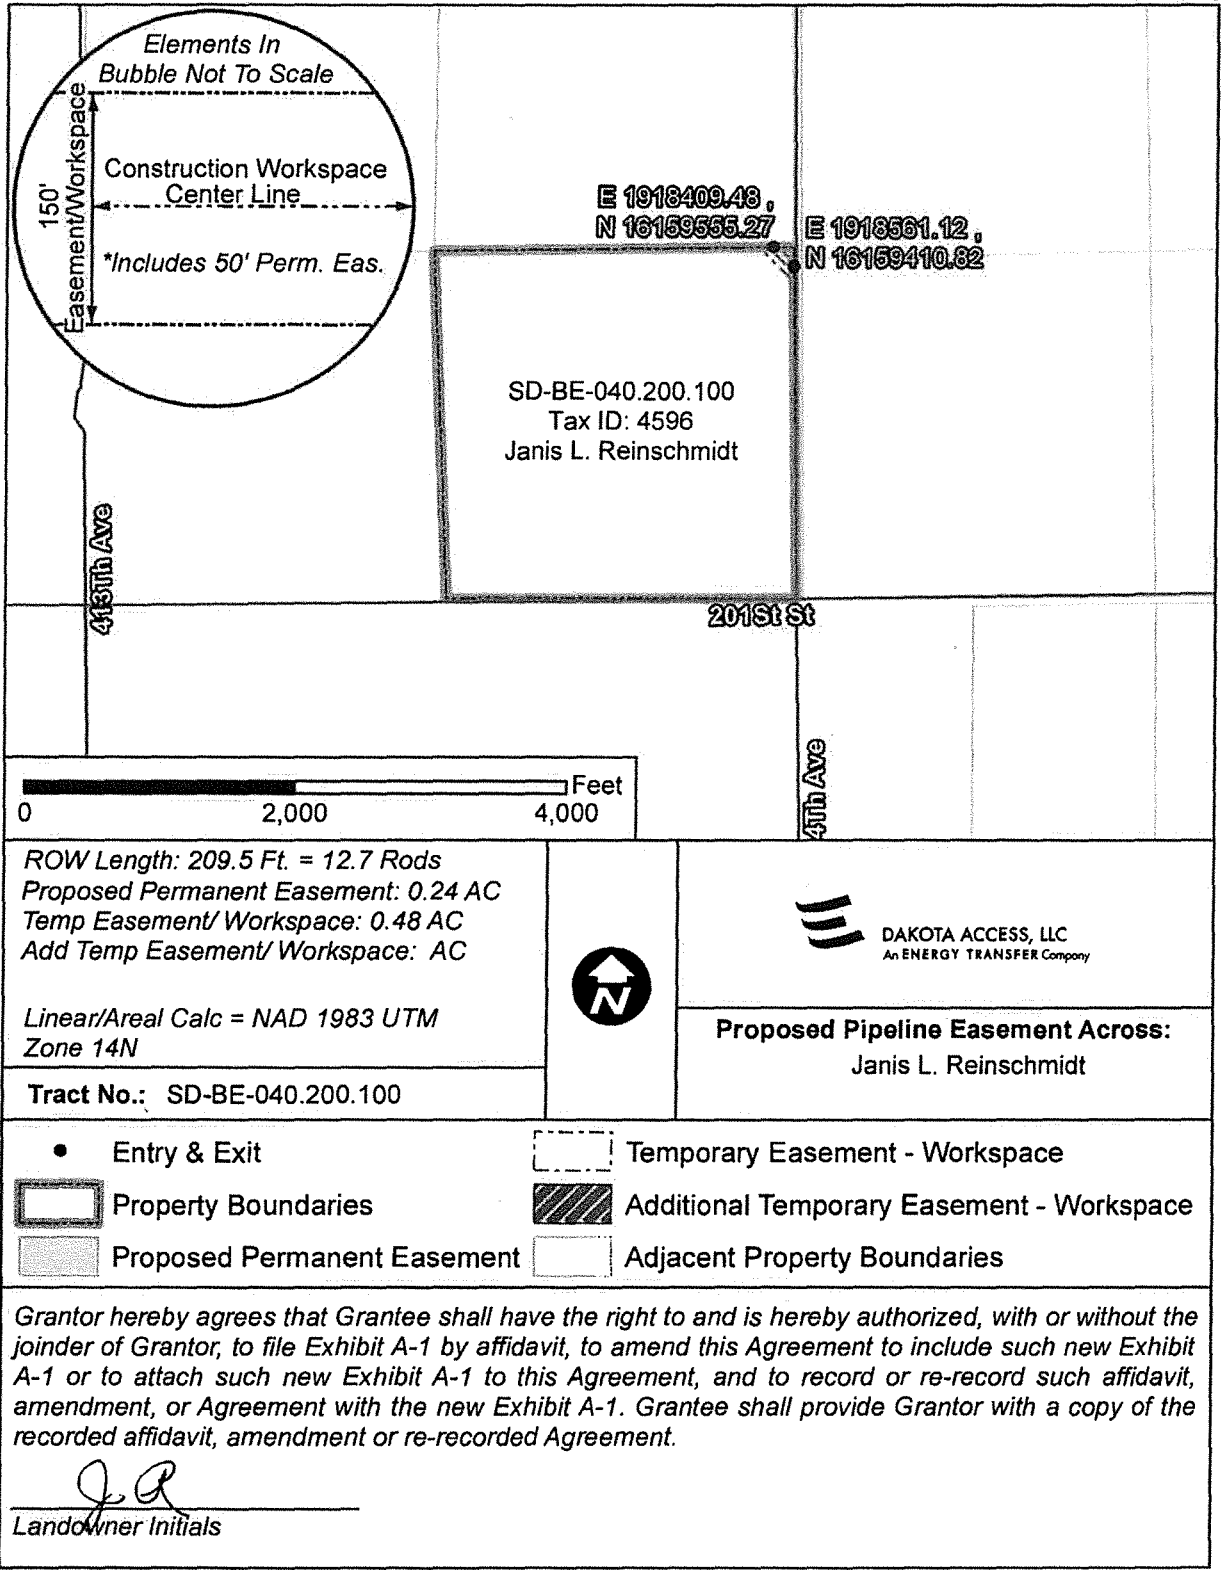 Elements In
Bubble Not To Scale
150'
Easement/Workspace
Construction Workspace
Center Line
*Includes 50' Perm. Eas.
E 1918409.48 ,
N 16159555.27
E 1918561.12 ,
N 16159410.82
SD-BE-040.200.100
Tax ID: 4596
Janis L. Reinschmidt
413Th Ave
201St St
4Th Ave
Feet
0 2,000 4,000
ROW Length: 209.5 Ft. = 12.7 Rods
Proposed Permanent Easement: 0.24 AC
Temp Easement/ Workspace: 0.48 AC
Add Temp Easement/ Workspace: AC
Linear/Areal Calc = NAD 1983 UTM
Zone 14N
Tract No.: SD-BE-040.200.100
N
DAKOTA ACCESS, LLC
An ENERGY TRANSFER Company
Proposed Pipeline Easement Across:
Janis L. Reinschmidt
Entry & Exit
Property Boundaries
Proposed Permanent Easement
Temporary Easement - Workspace
Additional Temporary Easement - Workspace
Adjacent Property Boundaries
Grantor hereby agrees that Grantee shall have the right to and is hereby authorized, with or without the
joinder of Grantor, to file Exhibit A-1 by affidavit, to amend this Agreement to include such new Exhibit
A-1 or to attach such new Exhibit A-1 to this Agreement, and to record or re-record such affidavit,
amendment, or Agreement with the new Exhibit A-1. Grantee shall provide Grantor with a copy of the
recorded affidavit, amendment or re-recorded Agreement.
J. R
Landowner Initials